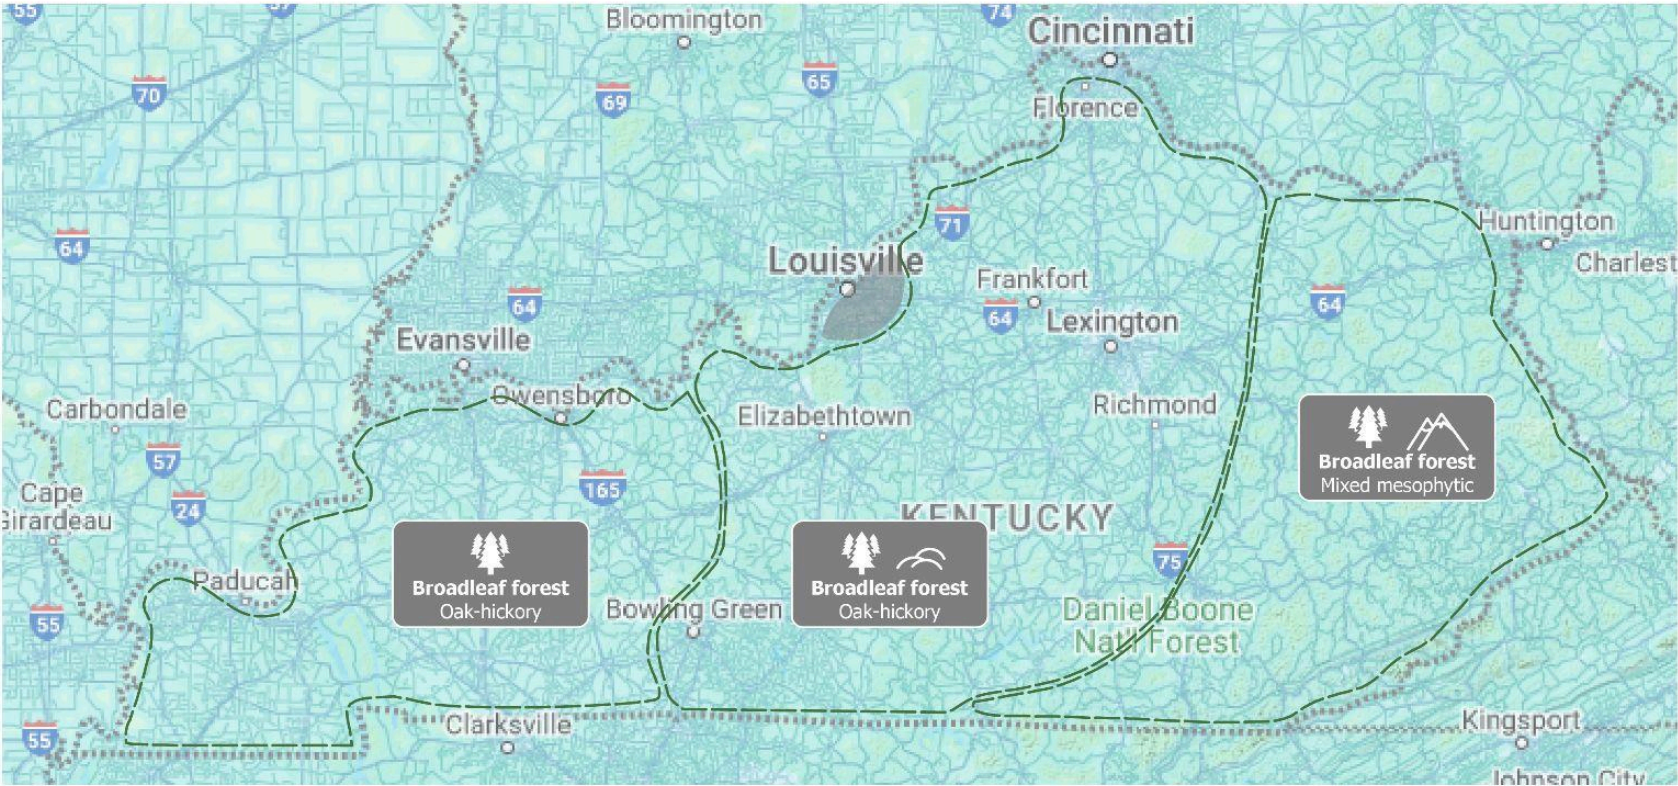 55
57
Bloomington
74
Cincinnati
70
69
65
Florence
64
71
Huntington
Louisville
Charlest
Frankfort
64
64
64
Lexington
Evansville
Owensboro
Carbondale
Elizabethtown
Richmond
57
Broadleaf forest
Mixed mesophytic
Cape
Girardeau
24
165
KENTUCKY
75
Paducah
Broadleaf forest
Oak-hickory
Broadleaf forest
Oak-hickory
55
Bowling Green
Daniel Boone
Nat'l Forest
55
Clarksville
Kingsport
Johnson City